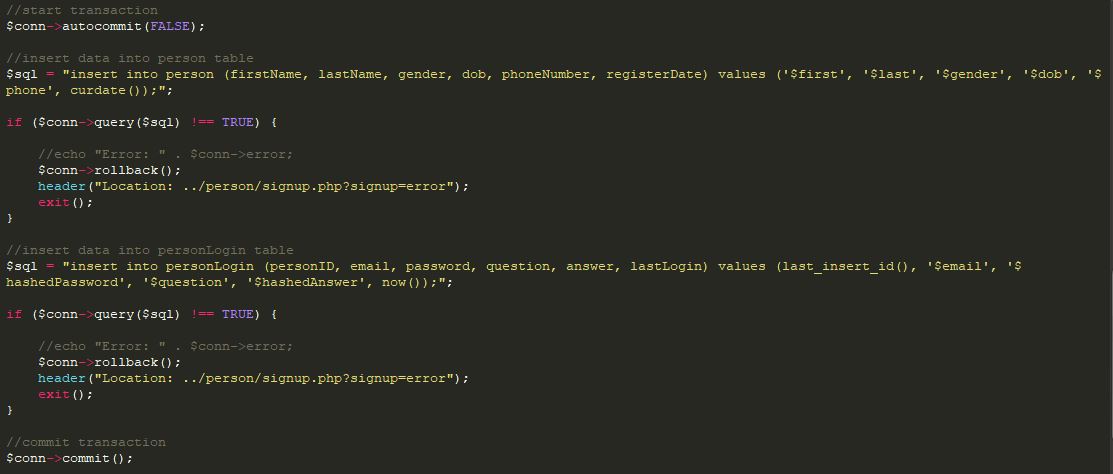 //start transaction
$conn->autocommit(FALSE);
//insert data into person table
$sql = "insert into person (firstName, lastName, gender, dob, phoneNumber, registerDate) values ('$first', '$last', '$gender', '$dob', '$
phone', curdate());";
if ($conn->query($sql) !== TRUE) {
//echo "Error: " . $conn->error;
$conn->rollback();
header("Location: ../person/signup.php?signup=error");
exit();
}
//insert data into personLogin table
$sql = "insert into personLogin (personID, email, password, question, answer, lastLogin) values (last_insert_id(), '$email', '$
hashedPassword', '$question', '$hashedAnswer', now());";
if ($conn->query($sql) !== TRUE) {
//echo "Error: " . $conn->error;
$conn->rollback();
header("Location: ../person/signup.php?signup=error");
exit();
}
//commit transaction
$conn->commit();